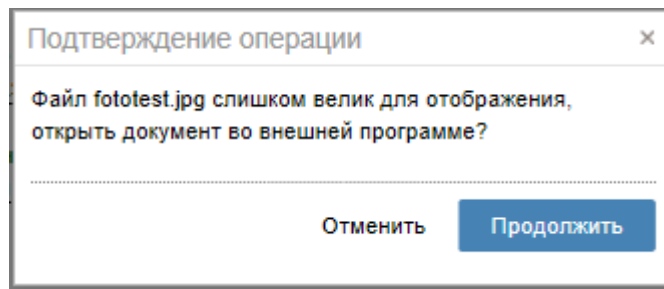 Подтверждение операции ×
Файл fototest.jpg слишком велик для отображения,
открыть документ во внешней программе?
Отменить Продолжить